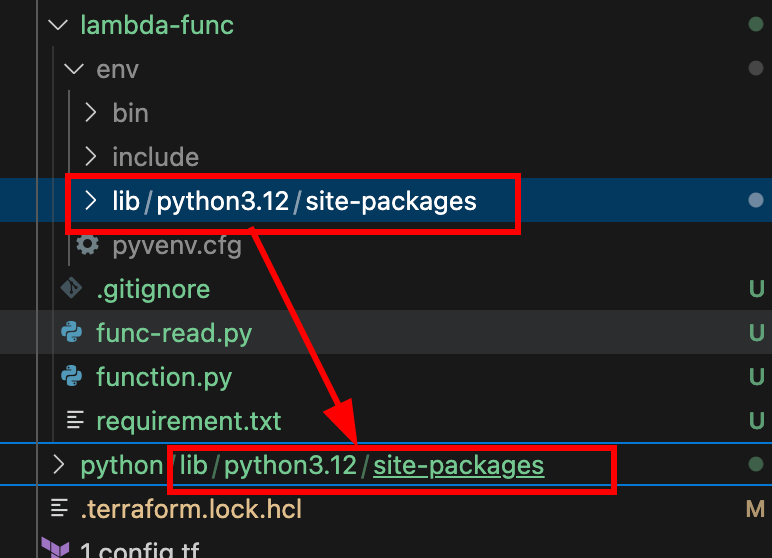 lambda-func
env
bin
include
lib/python3.12/site-packages
pyvenv.cfg
.gitignore U
func-read.py U
function.py U
requirement.txt U
python/lib/python3.12/site-packages
.terraform.lock.hcl M
1.config.tf